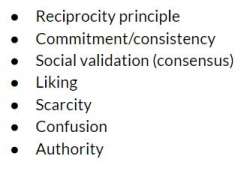 ● Reciprocity principle
● Commitment/consistency
● Social validation (consensus)
● Liking
● Scarcity
● Confusion
● Authority